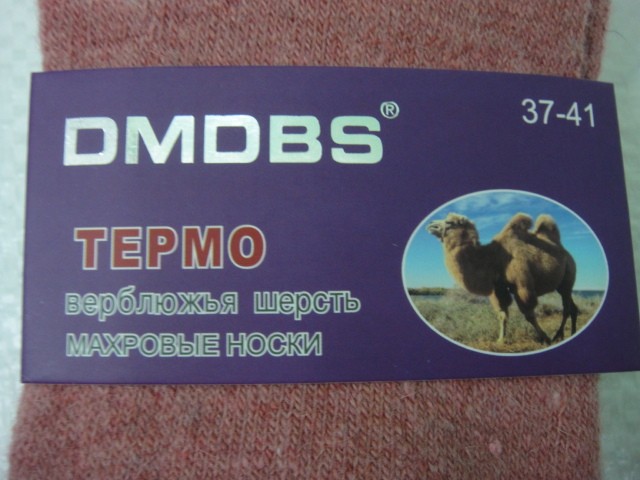 DMDBS®
37-41
ТЕРМО
верблюжья шерсть
МАХРОВЫЕ НОСКИ